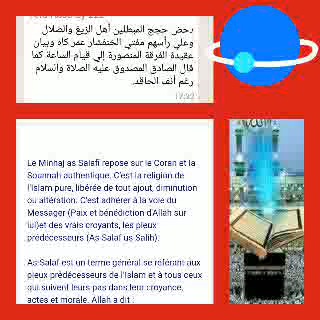 دحض حجج المبطلين أهل الزيغ والضلال
وعلى رأسهم مفتي الخنفشار عمر كاه وبيان
عقيدة الفرقة المنصورة إلى قيام الساعة كما
قال الصادق المصدوق عليه الصلاة والسلام
رغم أنف الحاقد.
17:32
Le Minhaj as Salafi repose sur le Coran et la
Sounnah authentique. C'est la religion de
l'Islam pure, libérée de tout ajout, diminution
ou altération. C'est adhérer à la voie du
Messager (Paix et bénédiction d'Allah sur
lui)et des vrais croyants, les pieux
prédécesseurs (As Salaf us Salih).
As-Salaf est un terme général se référant aux
pieux prédécesseurs de l'Islam et à tous ceux
qui suivent leurs pas dans leur croyance,
actes et morale. Allah a dit :